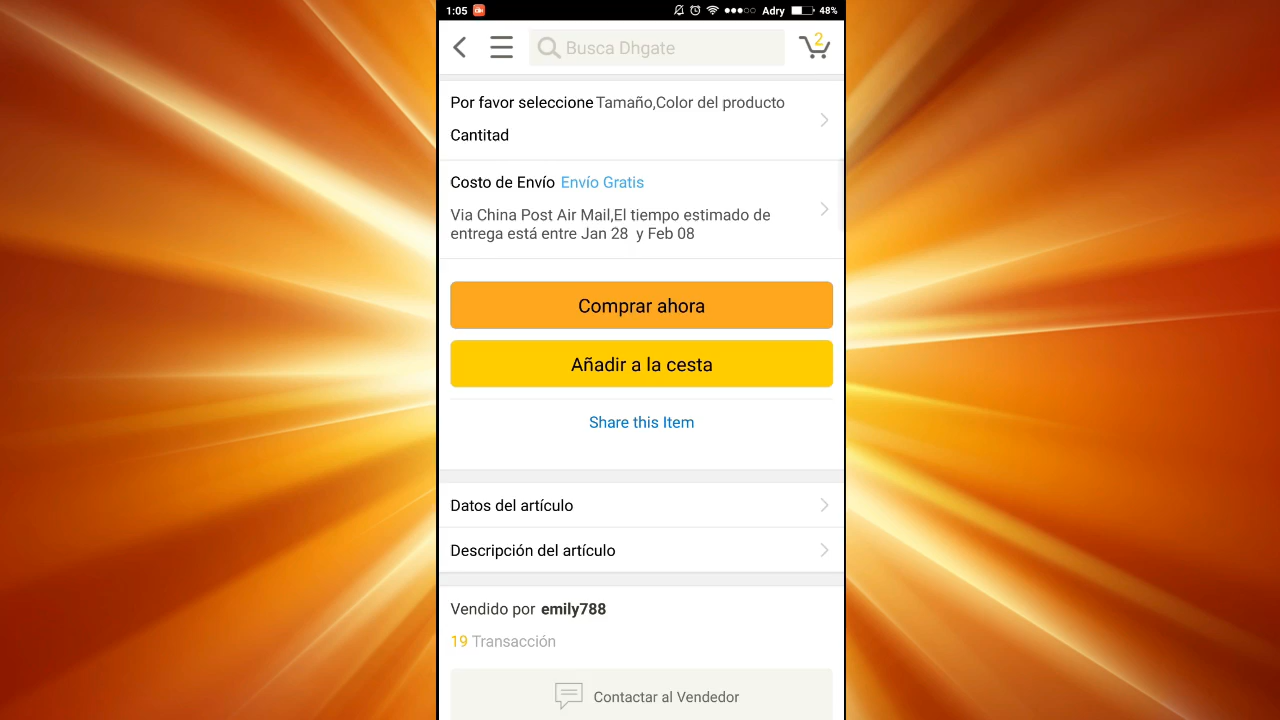 1:05 Adry 48%
Busca Dhgate 2
Por favor seleccione Tamaño,Color del producto
Cantitad
Costo de Envío Envío Gratis
Via China Post Air Mail,El tiempo estimado de
entrega está entre Jan 28 y Feb 08
Comprar ahora
Añadir a la cesta
Share this Item
Datos del artículo
Descripción del artículo
Vendido por emily788
19 Transacción
Contactar al Vendedor